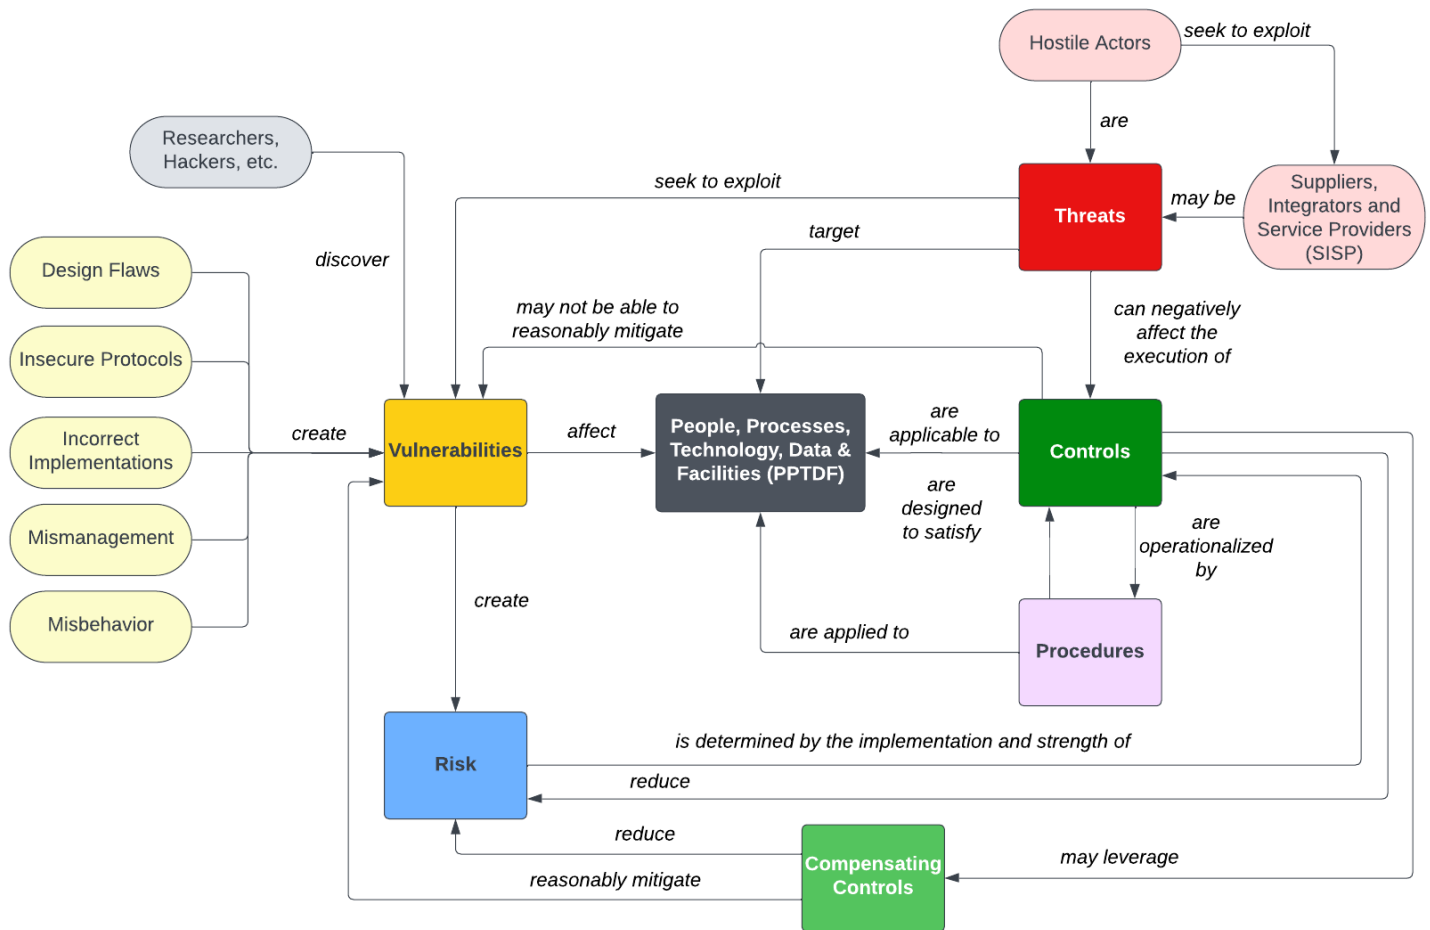 Hostile Actors
seek to exploit
are
Researchers,
Hackers, etc.
seek to exploit
Threats
may be
Suppliers,
Integrators and
Service Providers
(SISP)
target
discover
Design Flaws
may not be able to
reasonably mitigate
can negatively
affect the
execution of
Insecure Protocols
Incorrect
Implementations
create
Vulnerabilities
affect
People, Processes,
Technology, Data &
Facilities (PPTDF)
are
applicable to
Controls
are
designed
to satisfy
are
operationalized
by
Mismanagement
Misbehavior
create
are applied to
Procedures
Risk
is determined by the implementation and strength of
reduce
reduce
Compensating
Controls
may leverage
reasonably mitigate